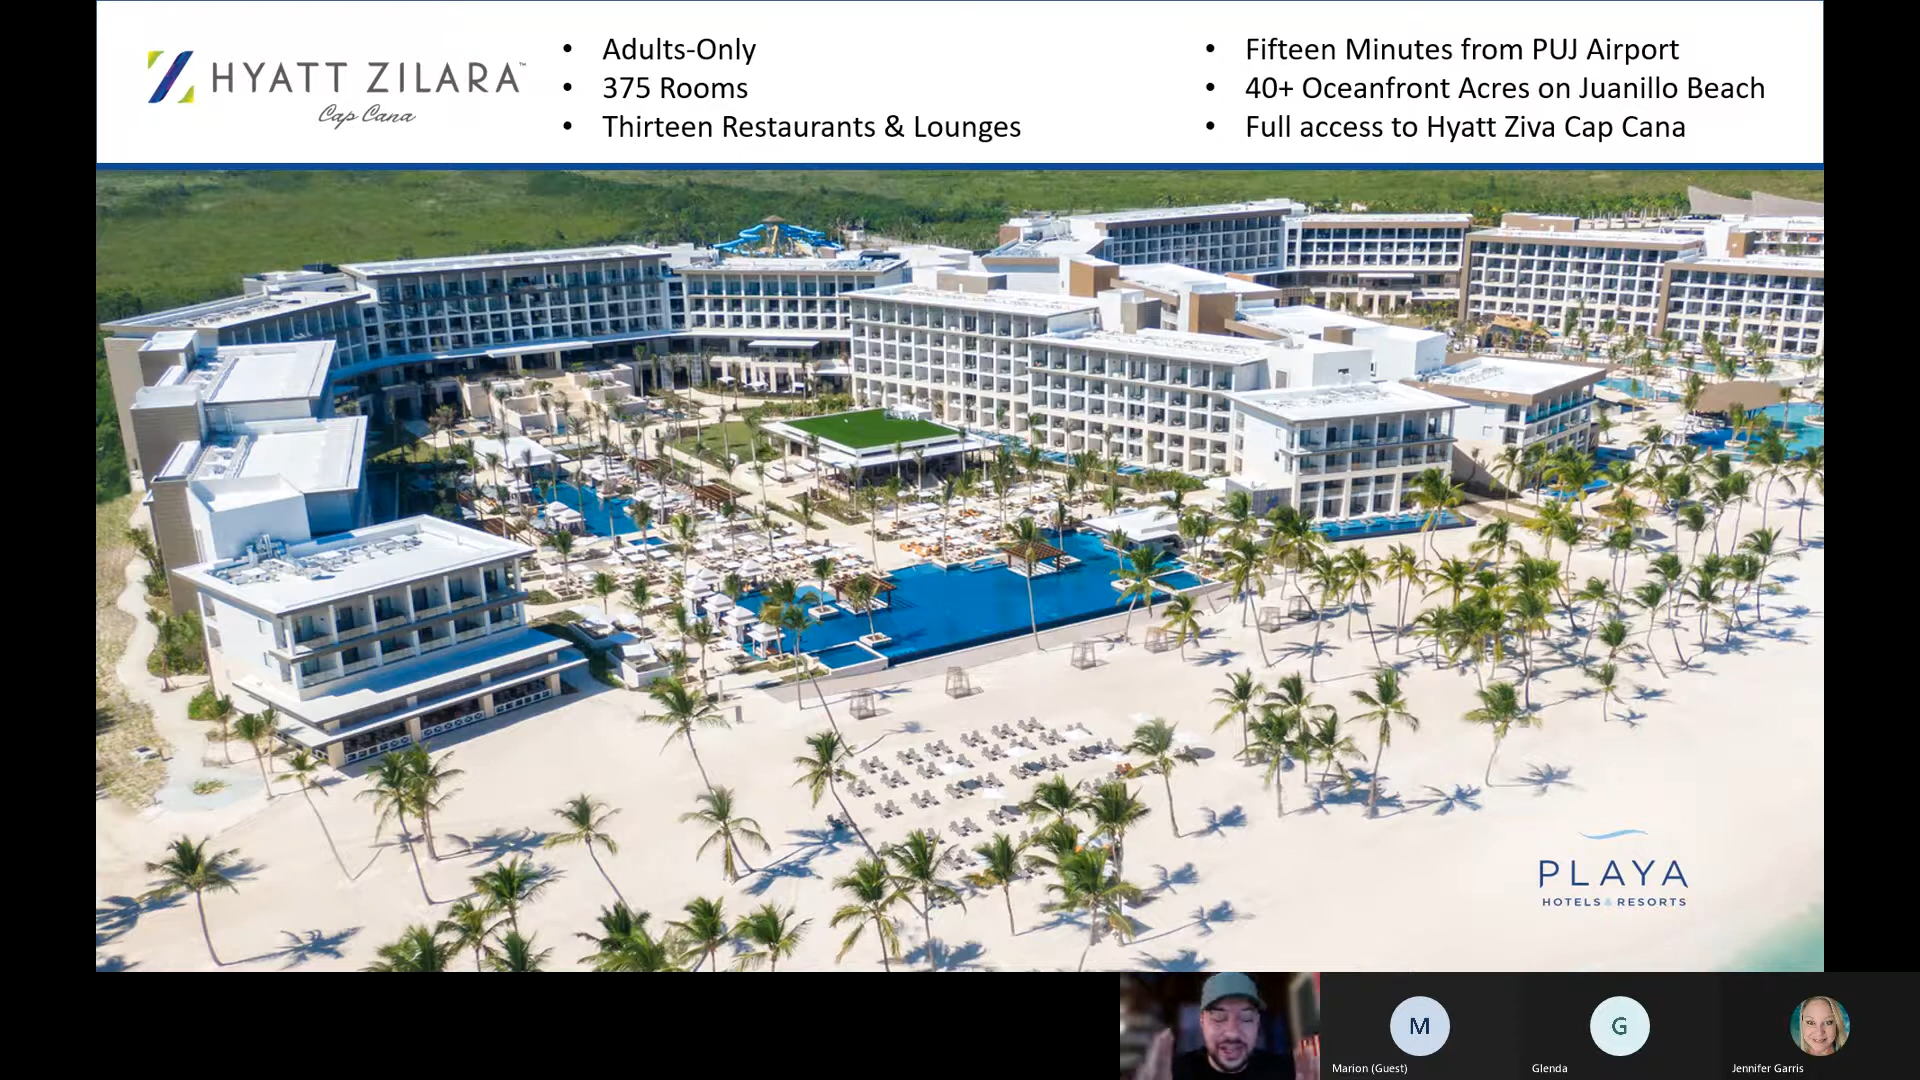 HYATT ZILARA™
Cap Cana
• Adults-Only
• 375 Rooms
• Thirteen Restaurants & Lounges
• Fifteen Minutes from PUJ Airport
• 40+ Oceanfront Acres on Juanillo Beach
• Full access to Hyatt Ziva Cap Cana
PLAYA
HOTELS & RESORTS
M
G
Marion (Guest)
Glenda
Jennifer Garris